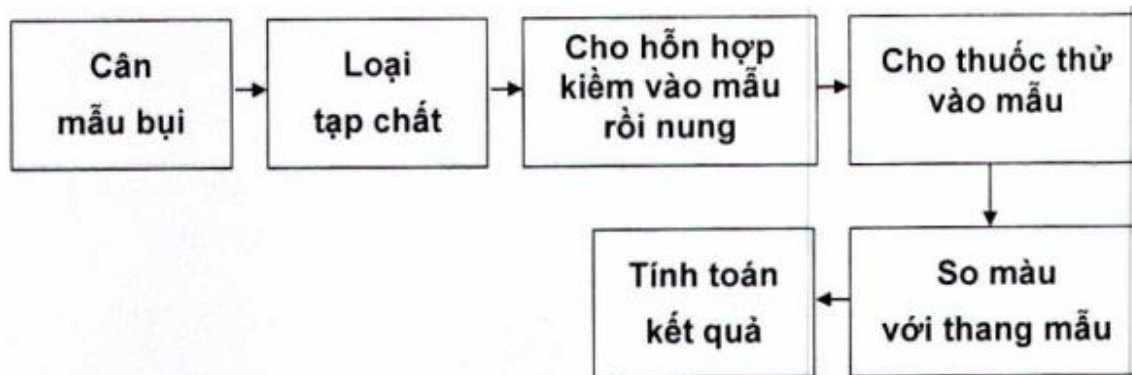 Cân
mẫu bụi
Loại
tạp chất
Cho hỗn hợp
kiềm vào mẫu
rồi nung
Cho thuốc thử
vào mẫu
So màu
với thang mẫu
Tính toán
kết quả